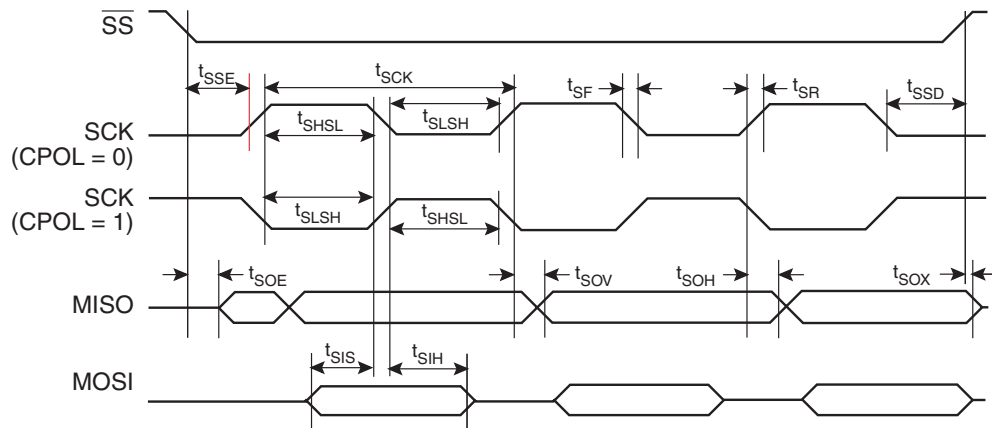 SS
tSSE
tSCK
tSF
tSR
tSSD
SCK
(CPOL = 0)
tSHSL
tSLSH
SCK
(CPOL = 1)
tSLSH
tSHSL
tSOE
tSOV
tSOH
tSOX
MISO
tSIS
tSIH
MOSI